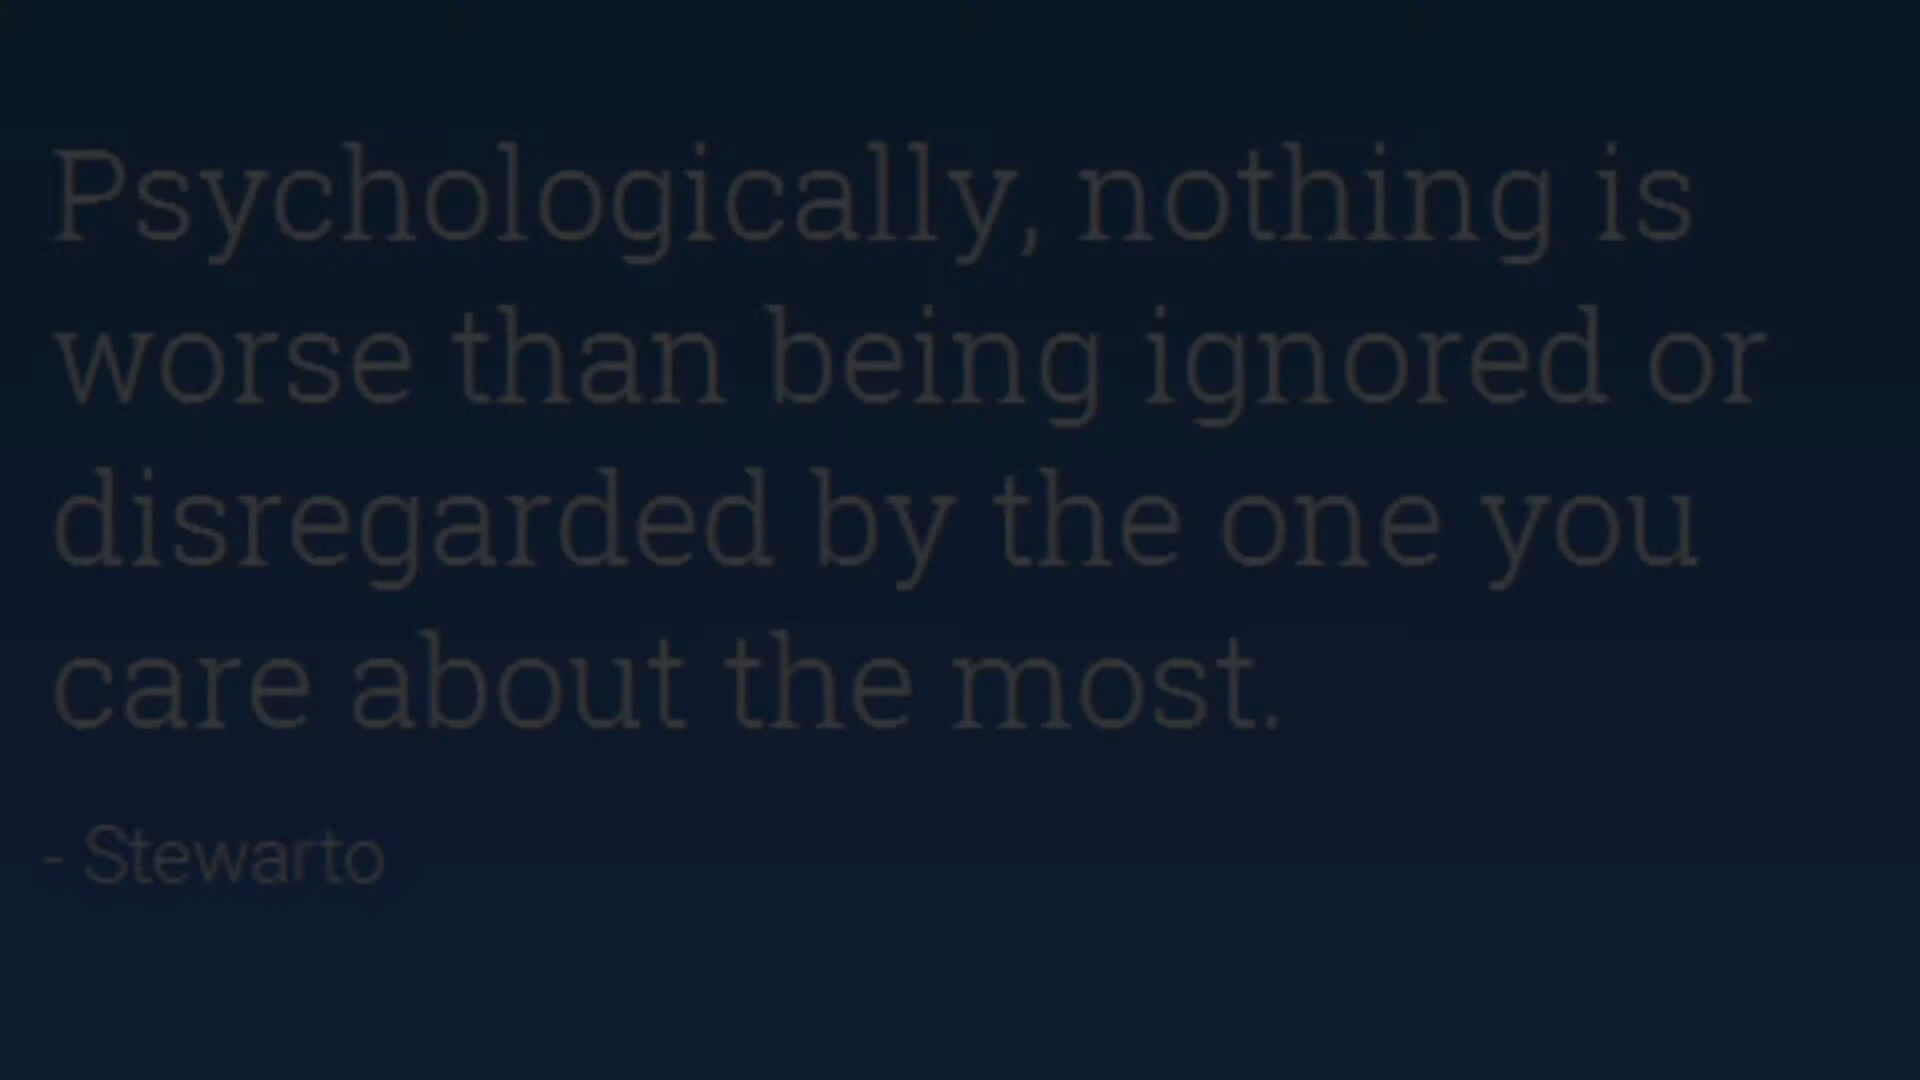 Psychologically, nothing is
worse than being ignored or
disregarded by the one you
care about the most.
- Stewarto